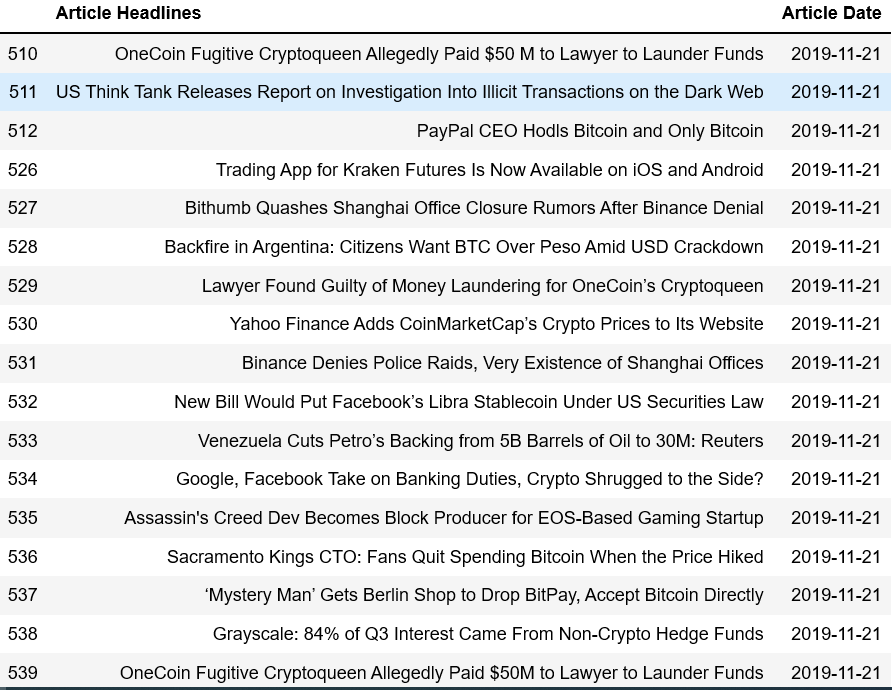 Article Headlines Article Date
510 OneCoin Fugitive Cryptoqueen Allegedly Paid $50 M to Lawyer to Launder Funds 2019-11-21
511 US Think Tank Releases Report on Investigation Into Illicit Transactions on the Dark Web 2019-11-21
512 PayPal CEO Hodls Bitcoin and Only Bitcoin 2019-11-21
526 Trading App for Kraken Futures Is Now Available on iOS and Android 2019-11-21
527 Bithumb Quashes Shanghai Office Closure Rumors After Binance Denial 2019-11-21
528 Backfire in Argentina: Citizens Want BTC Over Peso Amid USD Crackdown 2019-11-21
529 Lawyer Found Guilty of Money Laundering for OneCoin’s Cryptoqueen 2019-11-21
530 Yahoo Finance Adds CoinMarketCap’s Crypto Prices to Its Website 2019-11-21
531 Binance Denies Police Raids, Very Existence of Shanghai Offices 2019-11-21
532 New Bill Would Put Facebook’s Libra Stablecoin Under US Securities Law 2019-11-21
533 Venezuela Cuts Petro’s Backing from 5B Barrels of Oil to 30M: Reuters 2019-11-21
534 Google, Facebook Take on Banking Duties, Crypto Shrugged to the Side? 2019-11-21
535 Assassin's Creed Dev Becomes Block Producer for EOS-Based Gaming Startup 2019-11-21
536 Sacramento Kings CTO: Fans Quit Spending Bitcoin When the Price Hiked 2019-11-21
537 ‘Mystery Man’ Gets Berlin Shop to Drop BitPay, Accept Bitcoin Directly 2019-11-21
538 Grayscale: 84% of Q3 Interest Came From Non-Crypto Hedge Funds 2019-11-21
539 OneCoin Fugitive Cryptoqueen Allegedly Paid $50M to Lawyer to Launder Funds 2019-11-21